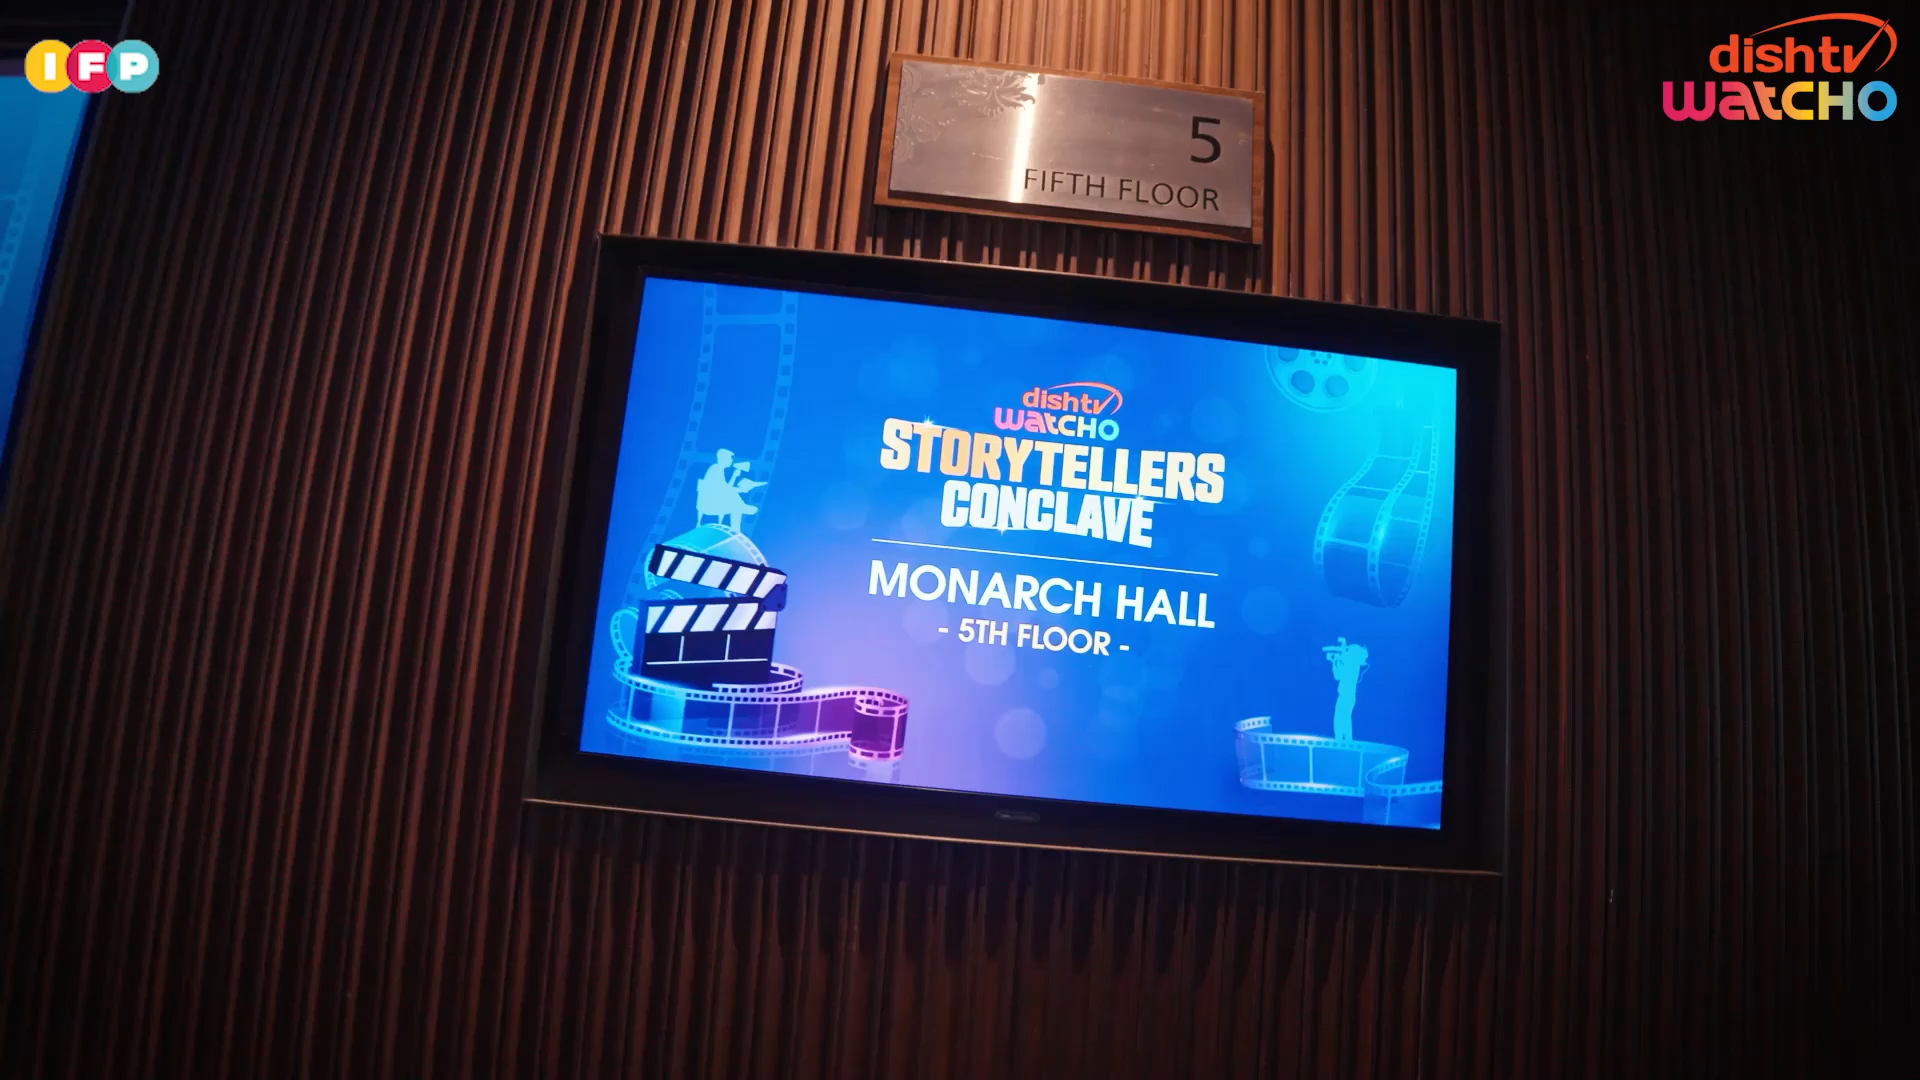 IFP
dishtv
WatCHO
5
FIFTH FLOOR
dishtv
WatCHO
STORYTELLERS
CONCLAVE
MONARCH HALL
- 5TH FLOOR -